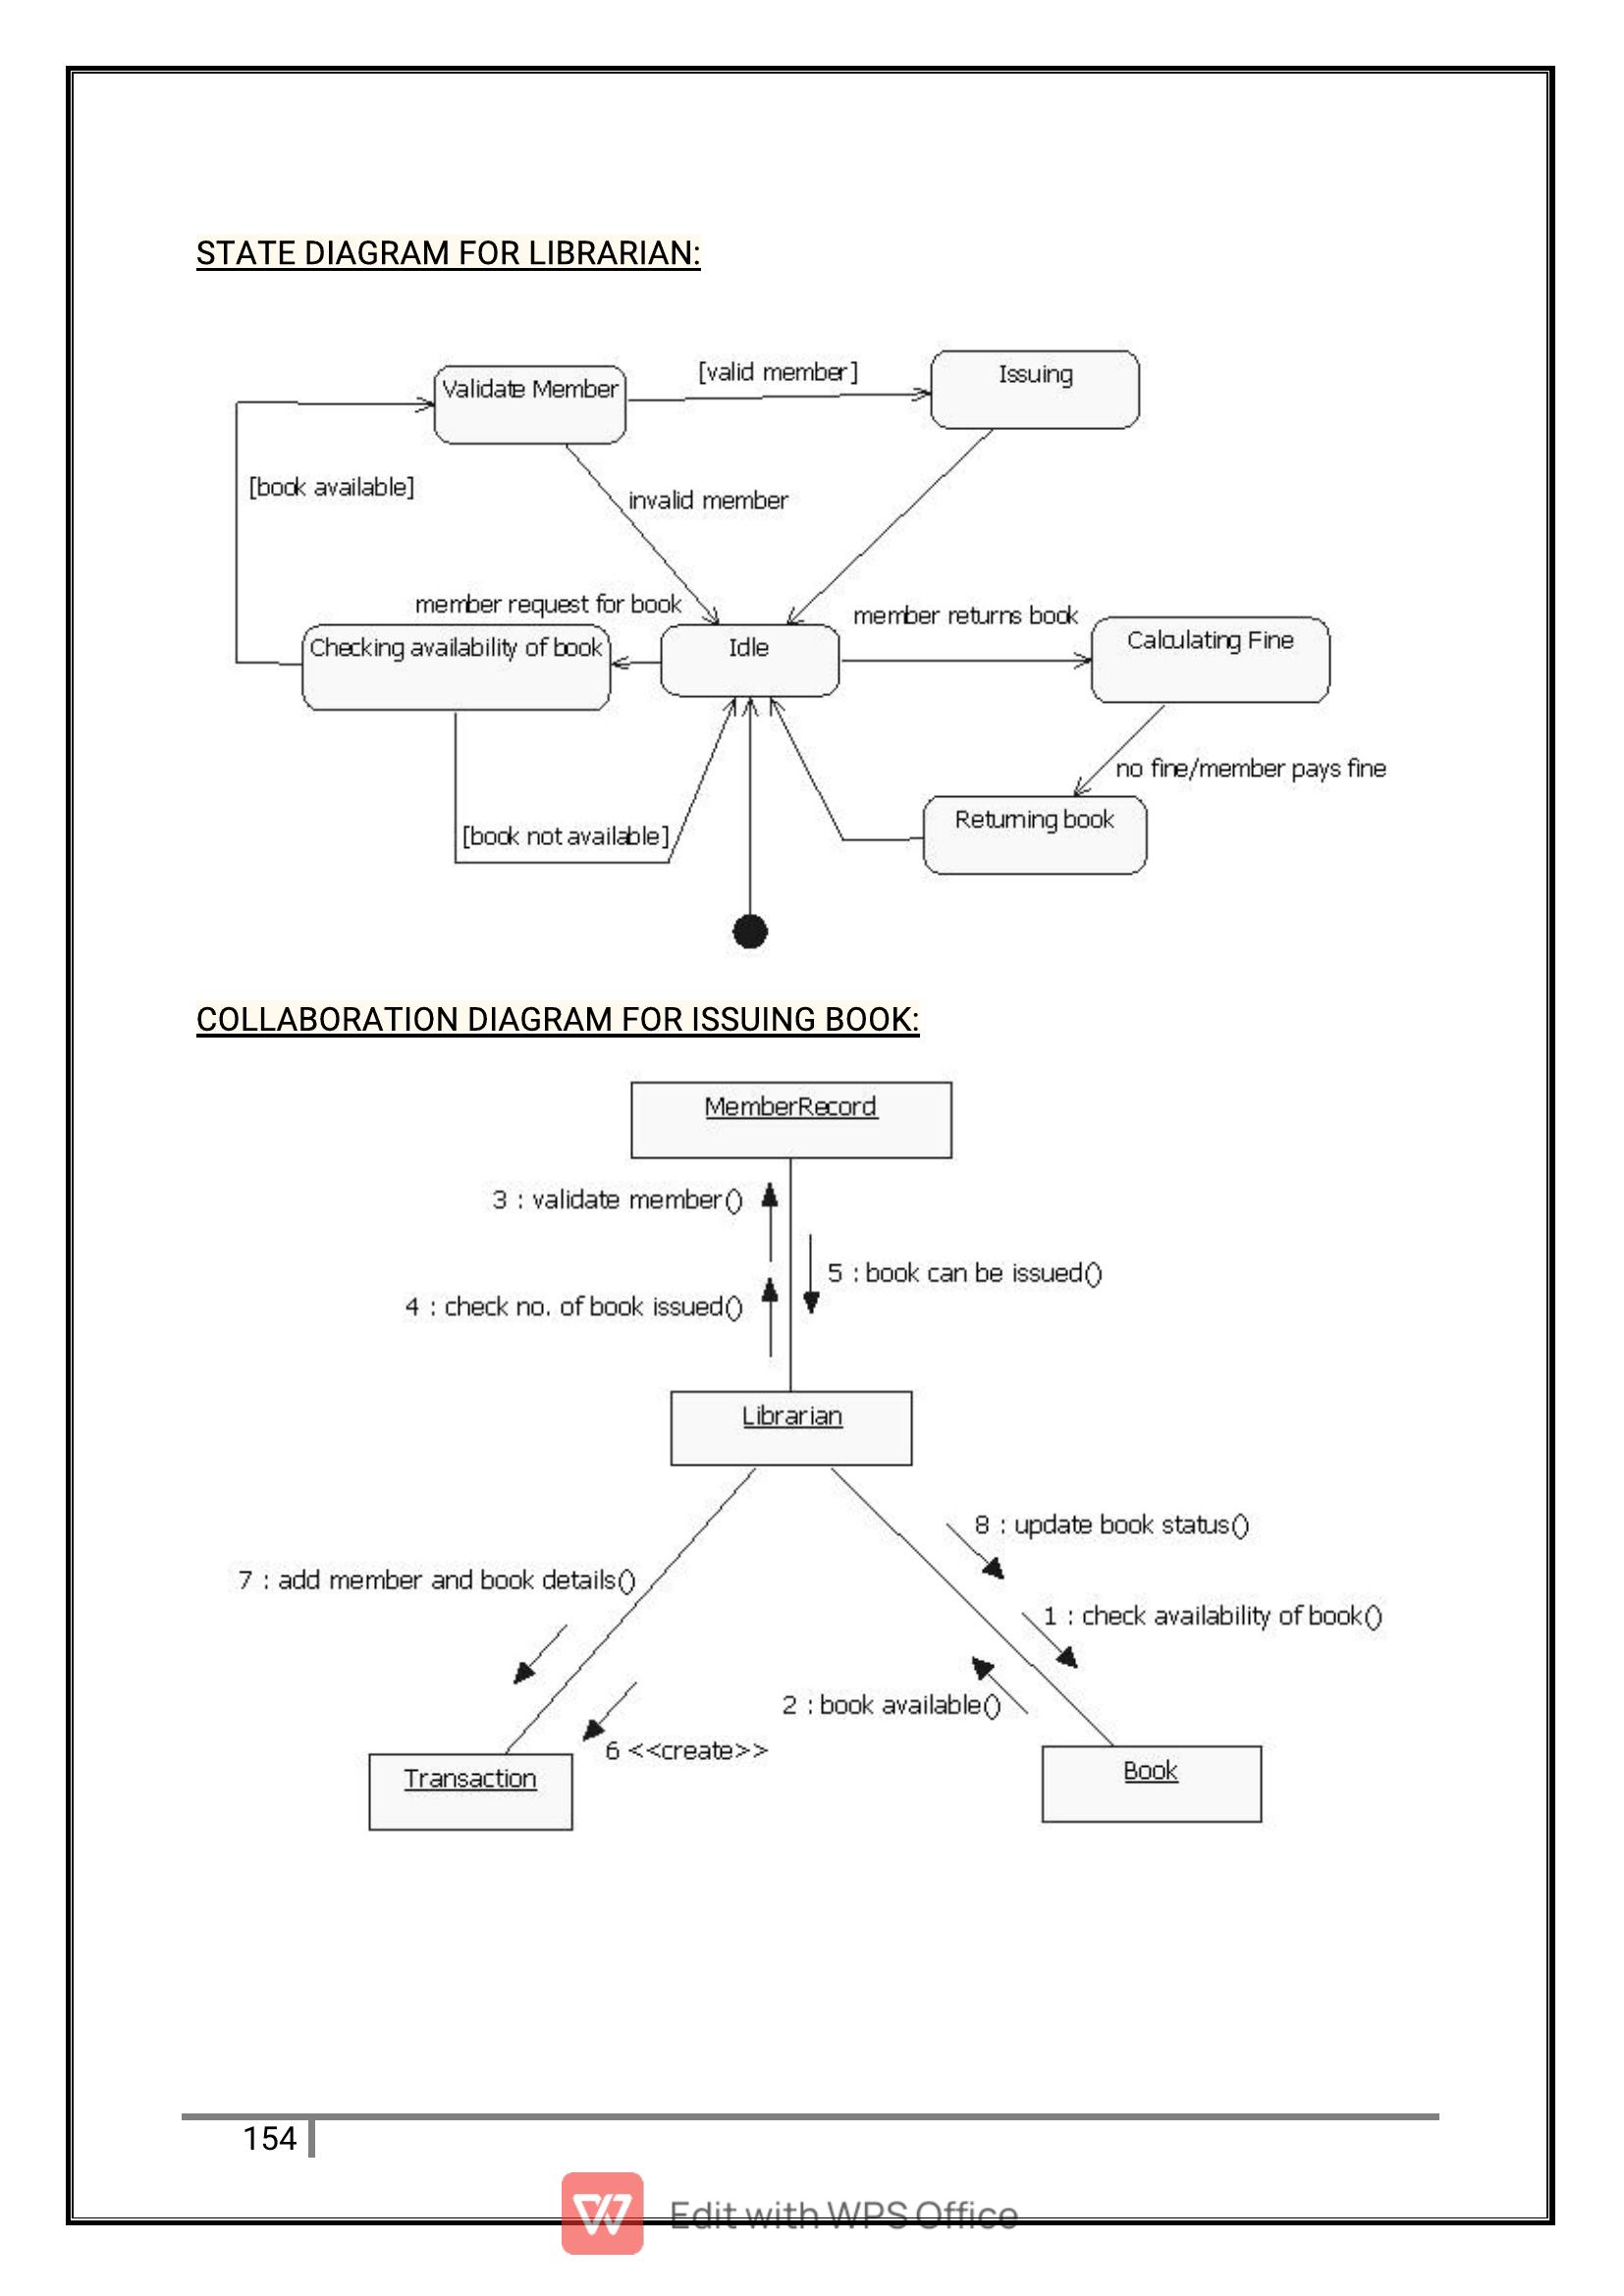 STATE DIAGRAM FOR LIBRARIAN:
Validate Member
[valid member]
Issuing
[book available]
invalid member
member request for book
member returns book
Checking availability of book
Idle
Calculating Fine
no fine/member pays fine
Returning book
[book not available]
COLLABORATION DIAGRAM FOR ISSUING BOOK:
MemberRecord
3 : validate member()
5 : book can be issued()
4 : check no. of book issued()
Librarian
8 : update book status()
7 : add member and book details()
1 : check availability of book()
2 : book available()
6 <<create>>
Transaction
Book
154
Edit with WPS Office